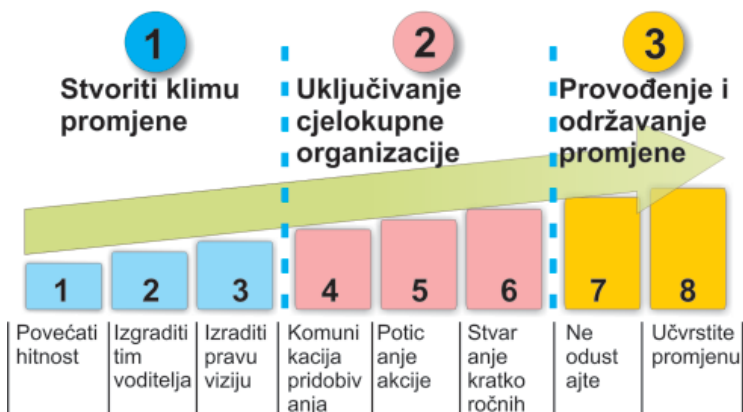 1
Stvoriti klimu
promjene
2
Uključivanje
cjelokupne
organizacije
3
Provođenje i
održavanje
promjene
1
2
3
4
5
6
7
8
Povećati
hitnost
Izgraditi
tim
voditelja
Izraditi
pravu
viziju
Komuni
kacija
pridobiv
anja
Potic
anje
akcije
Stvar
anje
kratko
ročnih
Ne
odust
ajte
Učvrstite
promjenu